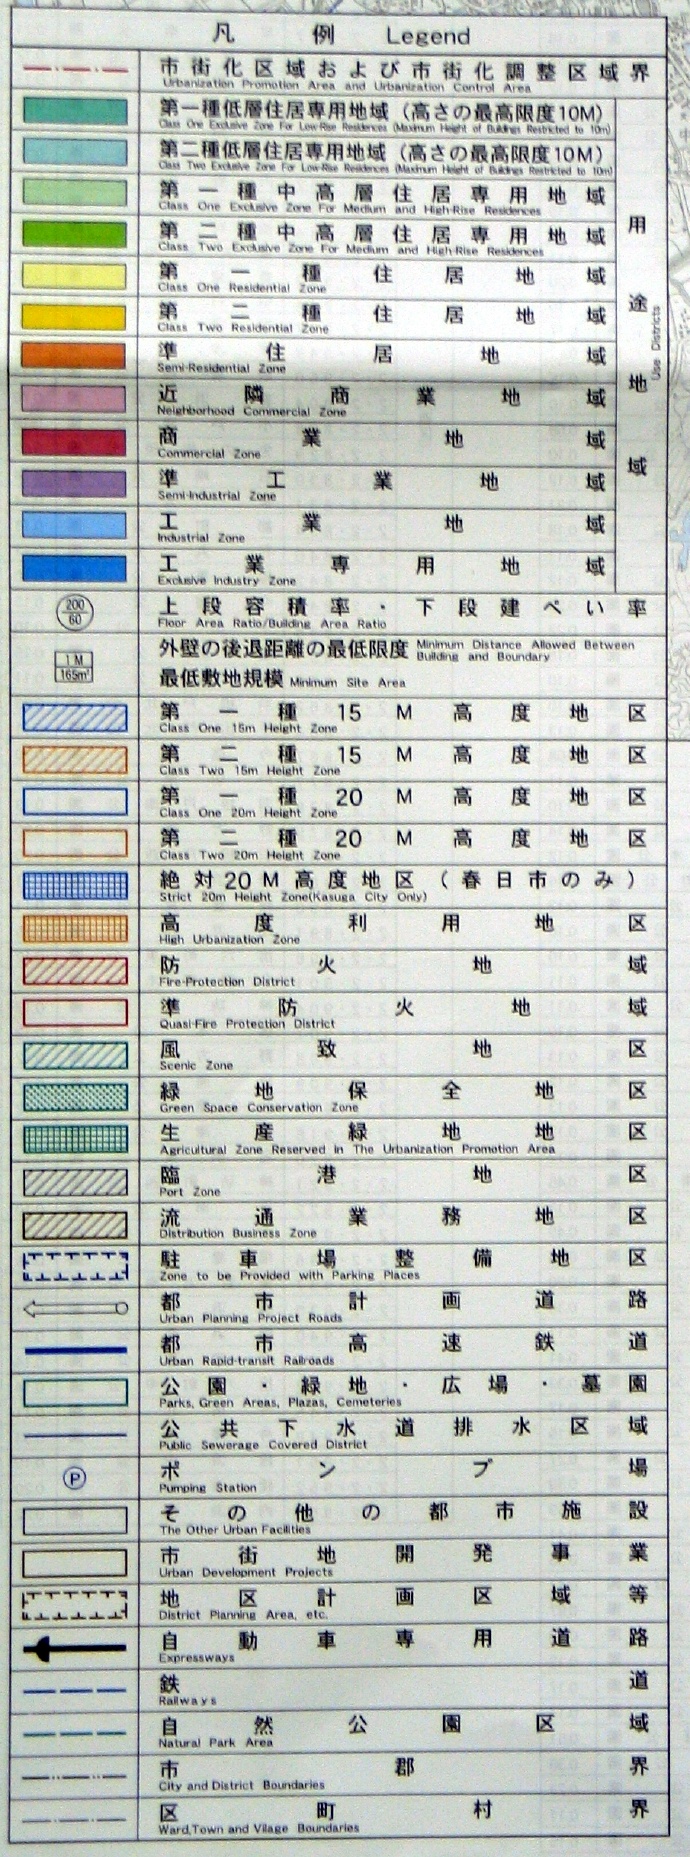 凡例 Legend
市街化区域および市街化調整区域界
Urbanization Promotion Area and Urbanization Control Area
第一種低層住居専用地域（高さの最高限度10M）
Class One Exclusive Zone For Low-Rise Residences (Maximum Height of Buildings Restricted to 10m)
第二種低層住居専用地域（高さの最高限度10M）
Class Two Exclusive Zone For Low-Rise Residences (Maximum Height of Buildings Restricted to 10m)
第一種中高層住居専用地域
Class One Exclusive Zone For Medium and High-Rise Residences
第二種中高層住居専用地域
Class Two Exclusive Zone For Medium and High-Rise Residences
第一種住居地域
Class One Residential Zone
第二種住居地域
Class Two Residential Zone
準住居地域
Semi-Residential Zone
近隣商業地域
Neighborhood Commercial Zone
商業地域
Commercial Zone
準工業地域
Semi-Industrial Zone
工業地域
Industrial Zone
工業専用地域
Exclusive Industry Zone
用途地域
Use Districts
200
60
上段容積率・下段建ぺい率
Floor Area Ratio/Building Area Ratio
1M
165m²
外壁の後退距離の最低限度 Minimum Distance Allowed Between
Building and Boundary
最低敷地規模 Minimum Site Area
第一種15M高度地区
Class One 15m Height Zone
第二種15M高度地区
Class Two 15m Height Zone
第一種20M高度地区
Class One 20m Height Zone
第二種20M高度地区
Class Two 20m Height Zone
絶対20M高度地区（春日市のみ）
Strict 20m Height Zone(Kasuga City Only)
高度利用地区
High Urbanization Zone
防火地域
Fire-Protection District
準防火地域
Quasi-Fire Protection District
風致地区
Scenic Zone
緑地保全地区
Green Space Conservation Zone
生産緑地地区
Agricultural Zone Reserved in The Urbanization Promotion Area
臨港地区
Port Zone
流通業務地区
Distribution Business Zone
駐車場整備地区
Zone to be Provided with Parking Places
都市計画道路
Urban Planning Project Roads
都市高速鉄道
Urban Rapid-transit Railroads
公園・緑地・広場・墓園
Parks, Green Areas, Plazas, Cemeteries
公共下水道排水区域
Public Sewerage Covered District
P
ポンプ場
Pumping Station
その他の都市施設
The Other Urban Facilities
市街地開発事業
Urban Development Projects
地区計画区域等
District Planning Area, etc.
自動車専用道路
Expressways
鉄道
Railways
自然公園区域
Natural Park Area
市郡界
City and District Boundaries
区町村界
Ward,Town and Vilage Boundaries